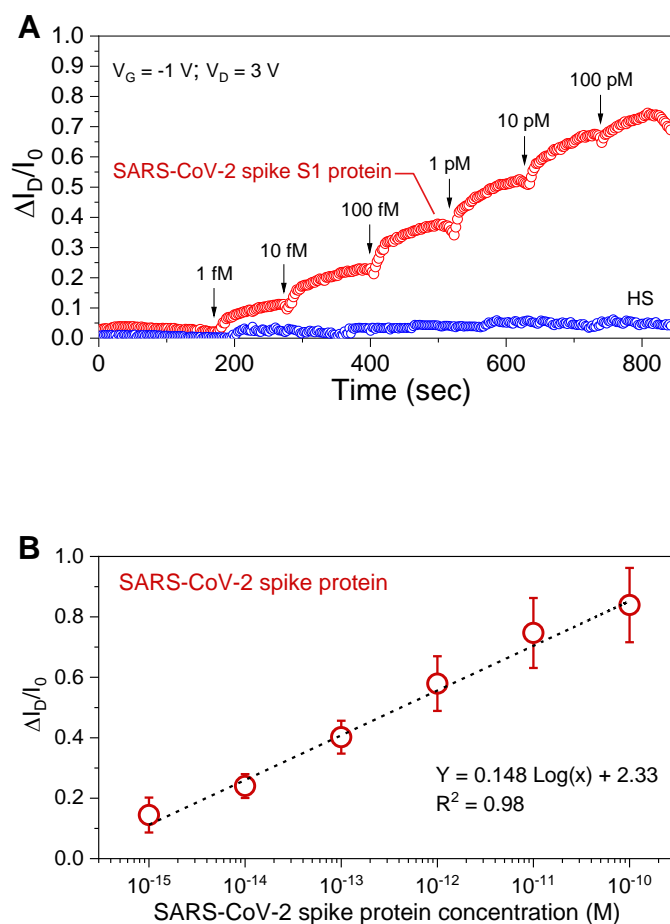 A
1.0
0.9
0.8
0.7
0.6
0.5
0.4
0.3
0.2
0.1
0.0
ΔI_D/I_0
V_G = -1 V; V_D = 3 V
SARS-CoV-2 spike S1 protein
1 fM
10 fM
100 fM
1 pM
10 pM
100 pM
HS
0
200
400
600
800
Time (sec)
B
1.0
0.8
0.6
0.4
0.2
0.0
ΔI_D/I_0
SARS-CoV-2 spike protein
Y = 0.148 Log(x) + 2.33
R² = 0.98
10⁻¹⁵
10⁻¹⁴
10⁻¹³
10⁻¹²
10⁻¹¹
10⁻¹⁰
SARS-CoV-2 spike protein concentration (M)